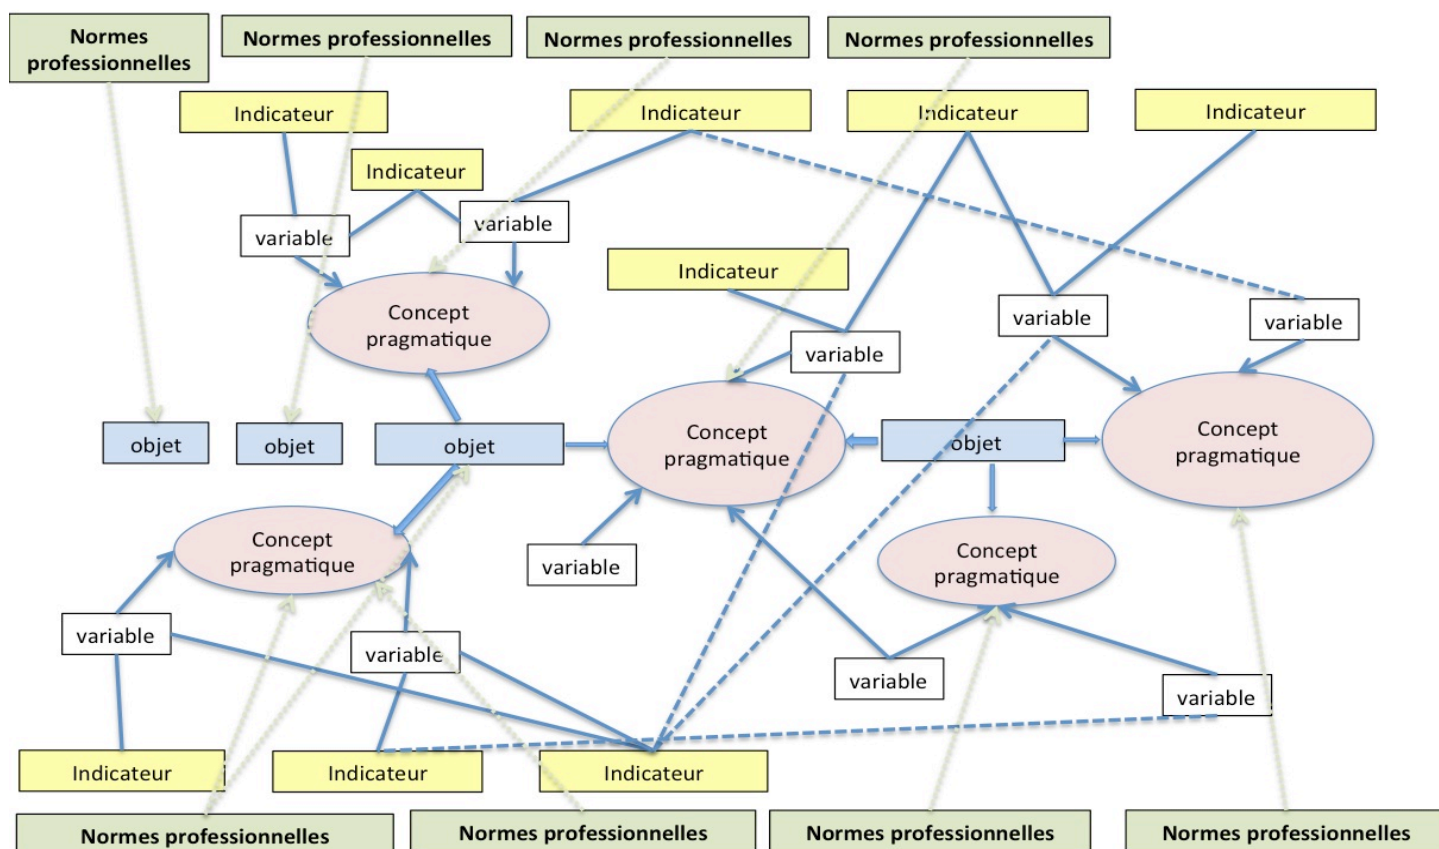 Normes
professionnelles
Normes professionnelles
Normes professionnelles
Normes professionnelles
Indicateur
Indicateur
Indicateur
Indicateur
Indicateur
variable
variable
Indicateur
variable
variable
Concept
pragmatique
variable
objet
objet
objet
Concept
pragmatique
objet
Concept
pragmatique
Concept
pragmatique
variable
Concept
pragmatique
variable
variable
variable
variable
Indicateur
Indicateur
Indicateur
Normes professionnelles
Normes professionnelles
Normes professionnelles
Normes professionnelles